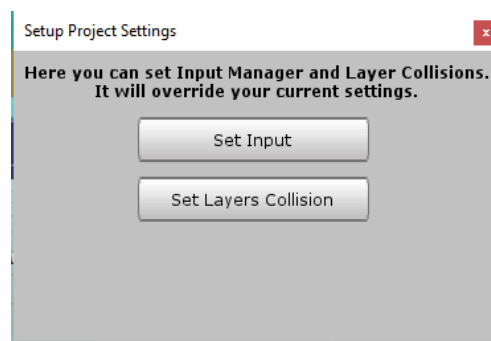 Setup Project Settings
x
Here you can set Input Manager and Layer Collisions.
It will override your current settings.
Set Input
Set Layers Collision